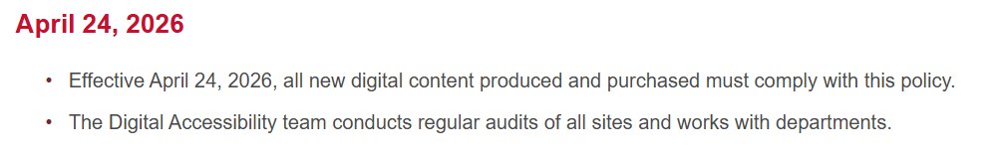 April 24, 2026
• Effective April 24, 2026, all new digital content produced and purchased must comply with this policy.
• The Digital Accessibility team conducts regular audits of all sites and works with departments.